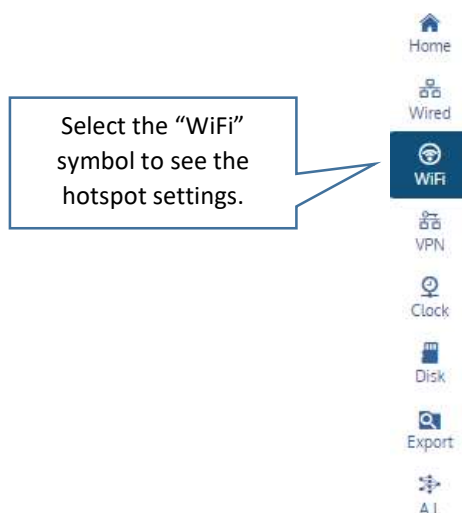 Home
Wired
Select the “WiFi”
symbol to see the
hotspot settings.
WiFi
VPN
Clock
Disk
Export
A.I.